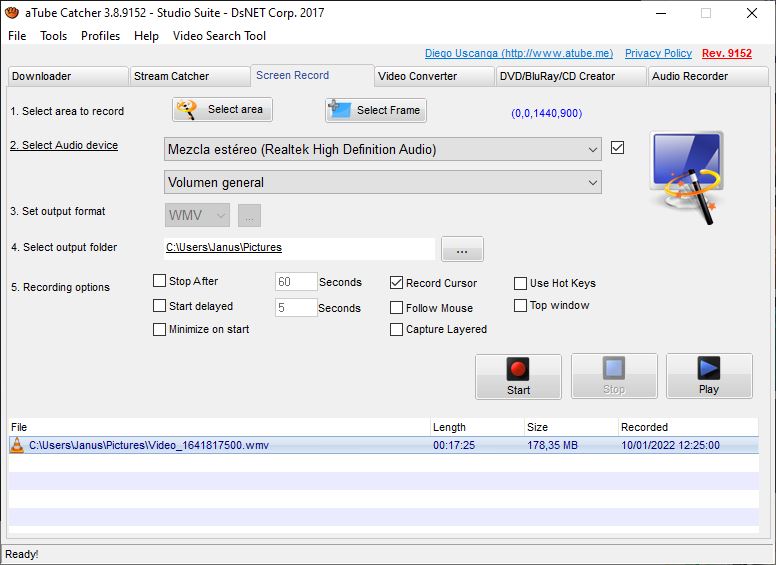 aTube Catcher 3.8.9152 - Studio Suite - DsNET Corp. 2017
File Tools Profiles Help Video Search Tool
Diego Uscanga (http://www.atube.me) Privacy Policy Rev. 9152
Downloader Stream Catcher Screen Record Video Converter DVD/BluRay/CD Creator Audio Recorder
1. Select area to record Select area Select Frame (0,0,1440,900)
2. Select Audio device Mezcla estéreo (Realtek High Definition Audio)
Volumen general
3. Set output format WMV ...
4. Select output folder C:\Users\Janus\Pictures ...
5. Recording options
Stop After 60 Seconds Record Cursor Use Hot Keys
Start delayed 5 Seconds Follow Mouse Top window
Minimize on start Capture Layered
Start Stop Play
File Length Size Recorded
C:\Users\Janus\Pictures\Video_1641817500.wmv 00:17:25 178,35 MB 10/01/2022 12:25:00
Ready!